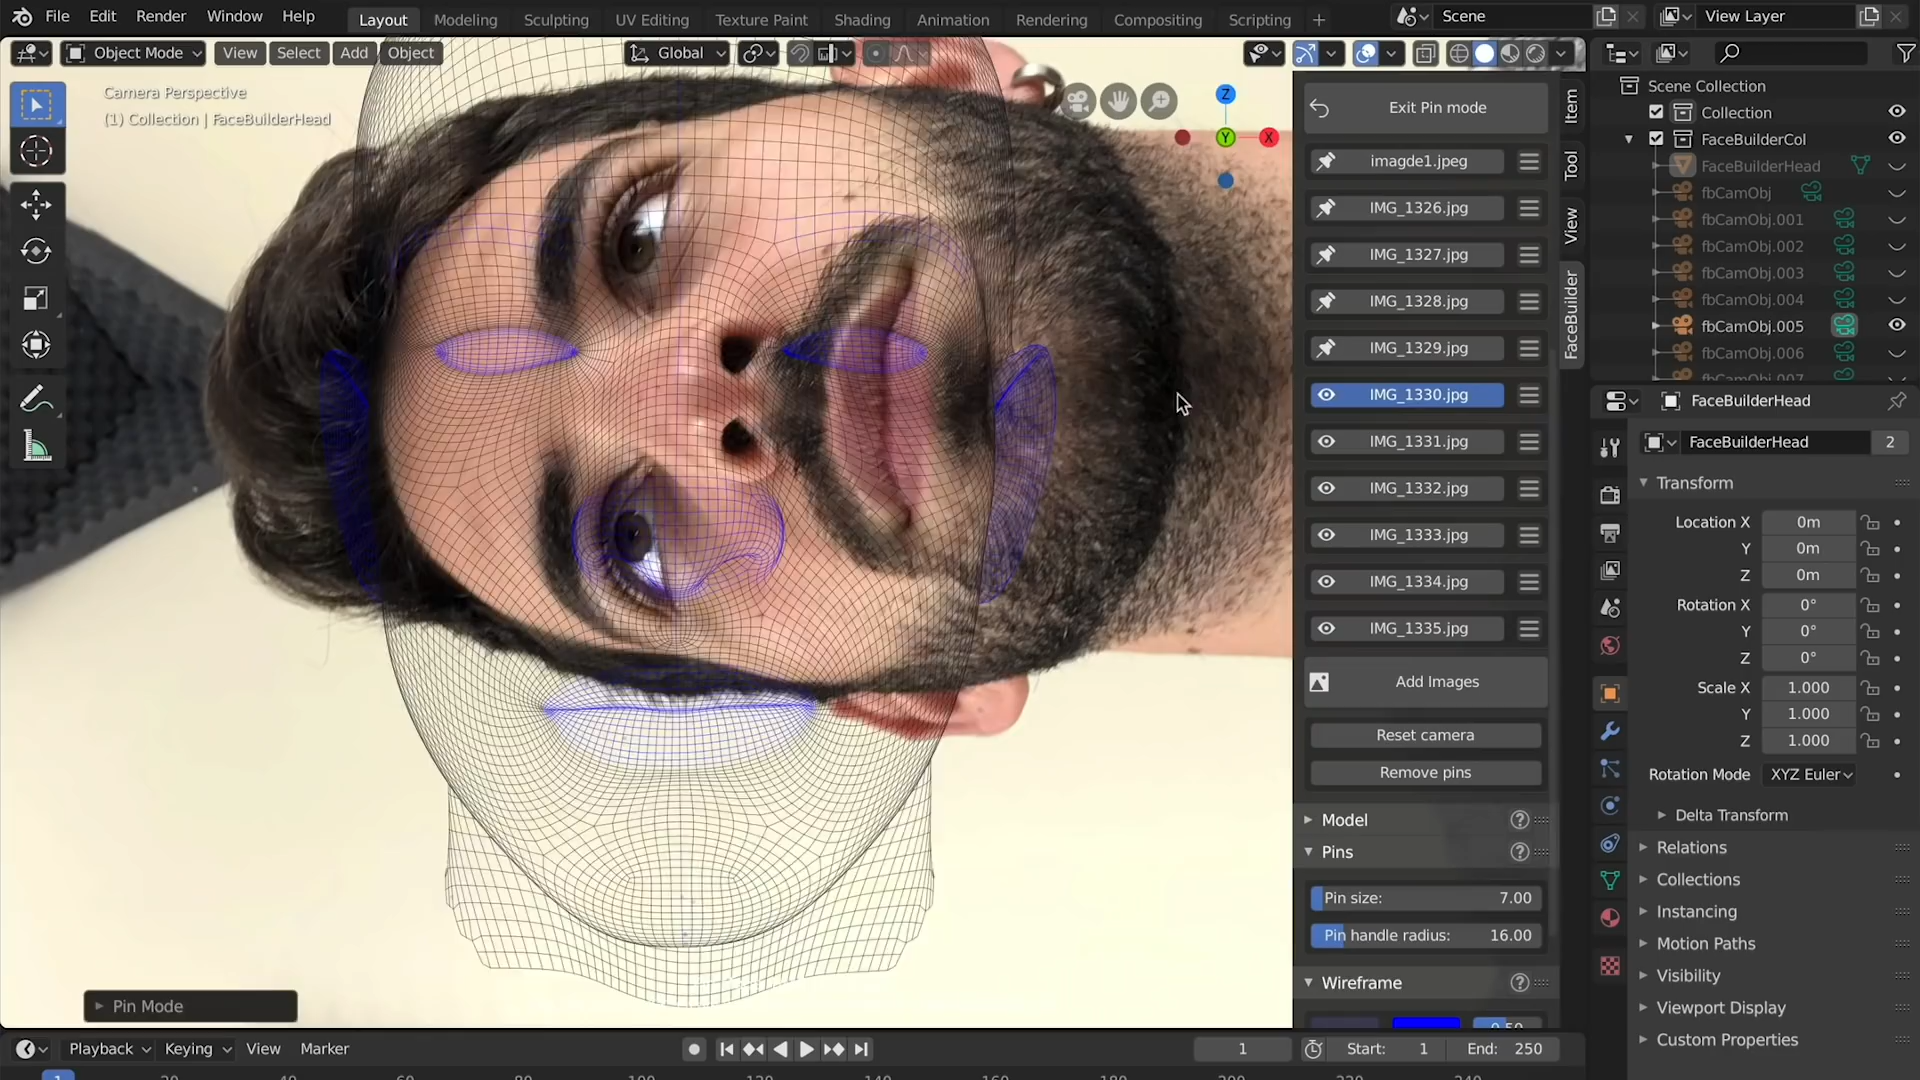 File Edit Render Window Help Layout Modeling Sculpting UV Editing Texture Paint Shading Animation Rendering Compositing Scripting + Scene View Layer
Object Mode View Select Add Object Global
Camera Perspective
(1) Collection | FaceBuilderHead
Z
Y
X
Exit Pin mode
imagde1.jpeg
IMG_1326.jpg
IMG_1327.jpg
IMG_1328.jpg
IMG_1329.jpg
IMG_1330.jpg
IMG_1331.jpg
IMG_1332.jpg
IMG_1333.jpg
IMG_1334.jpg
IMG_1335.jpg
Add Images
Reset camera
Remove pins
Model
Pins
Pin size: 7.00
Pin handle radius: 16.00
Wireframe
Item
Tool
View
FaceBuilder
Scene Collection
Collection
FaceBuilderCol
FaceBuilderHead
fbCamObj
fbCamObj.001
fbCamObj.002
fbCamObj.003
fbCamObj.004
fbCamObj.005
fbCamObj.006
FaceBuilderHead
FaceBuilderHead 2
Transform
Location X 0m
Y 0m
Z 0m
Rotation X 0°
Y 0°
Z 0°
Scale X 1.000
Y 1.000
Z 1.000
Rotation Mode XYZ Euler
Delta Transform
Relations
Collections
Instancing
Motion Paths
Visibility
Viewport Display
Custom Properties
Pin Mode
Playback Keying View Marker 1 Start: 1 End: 250